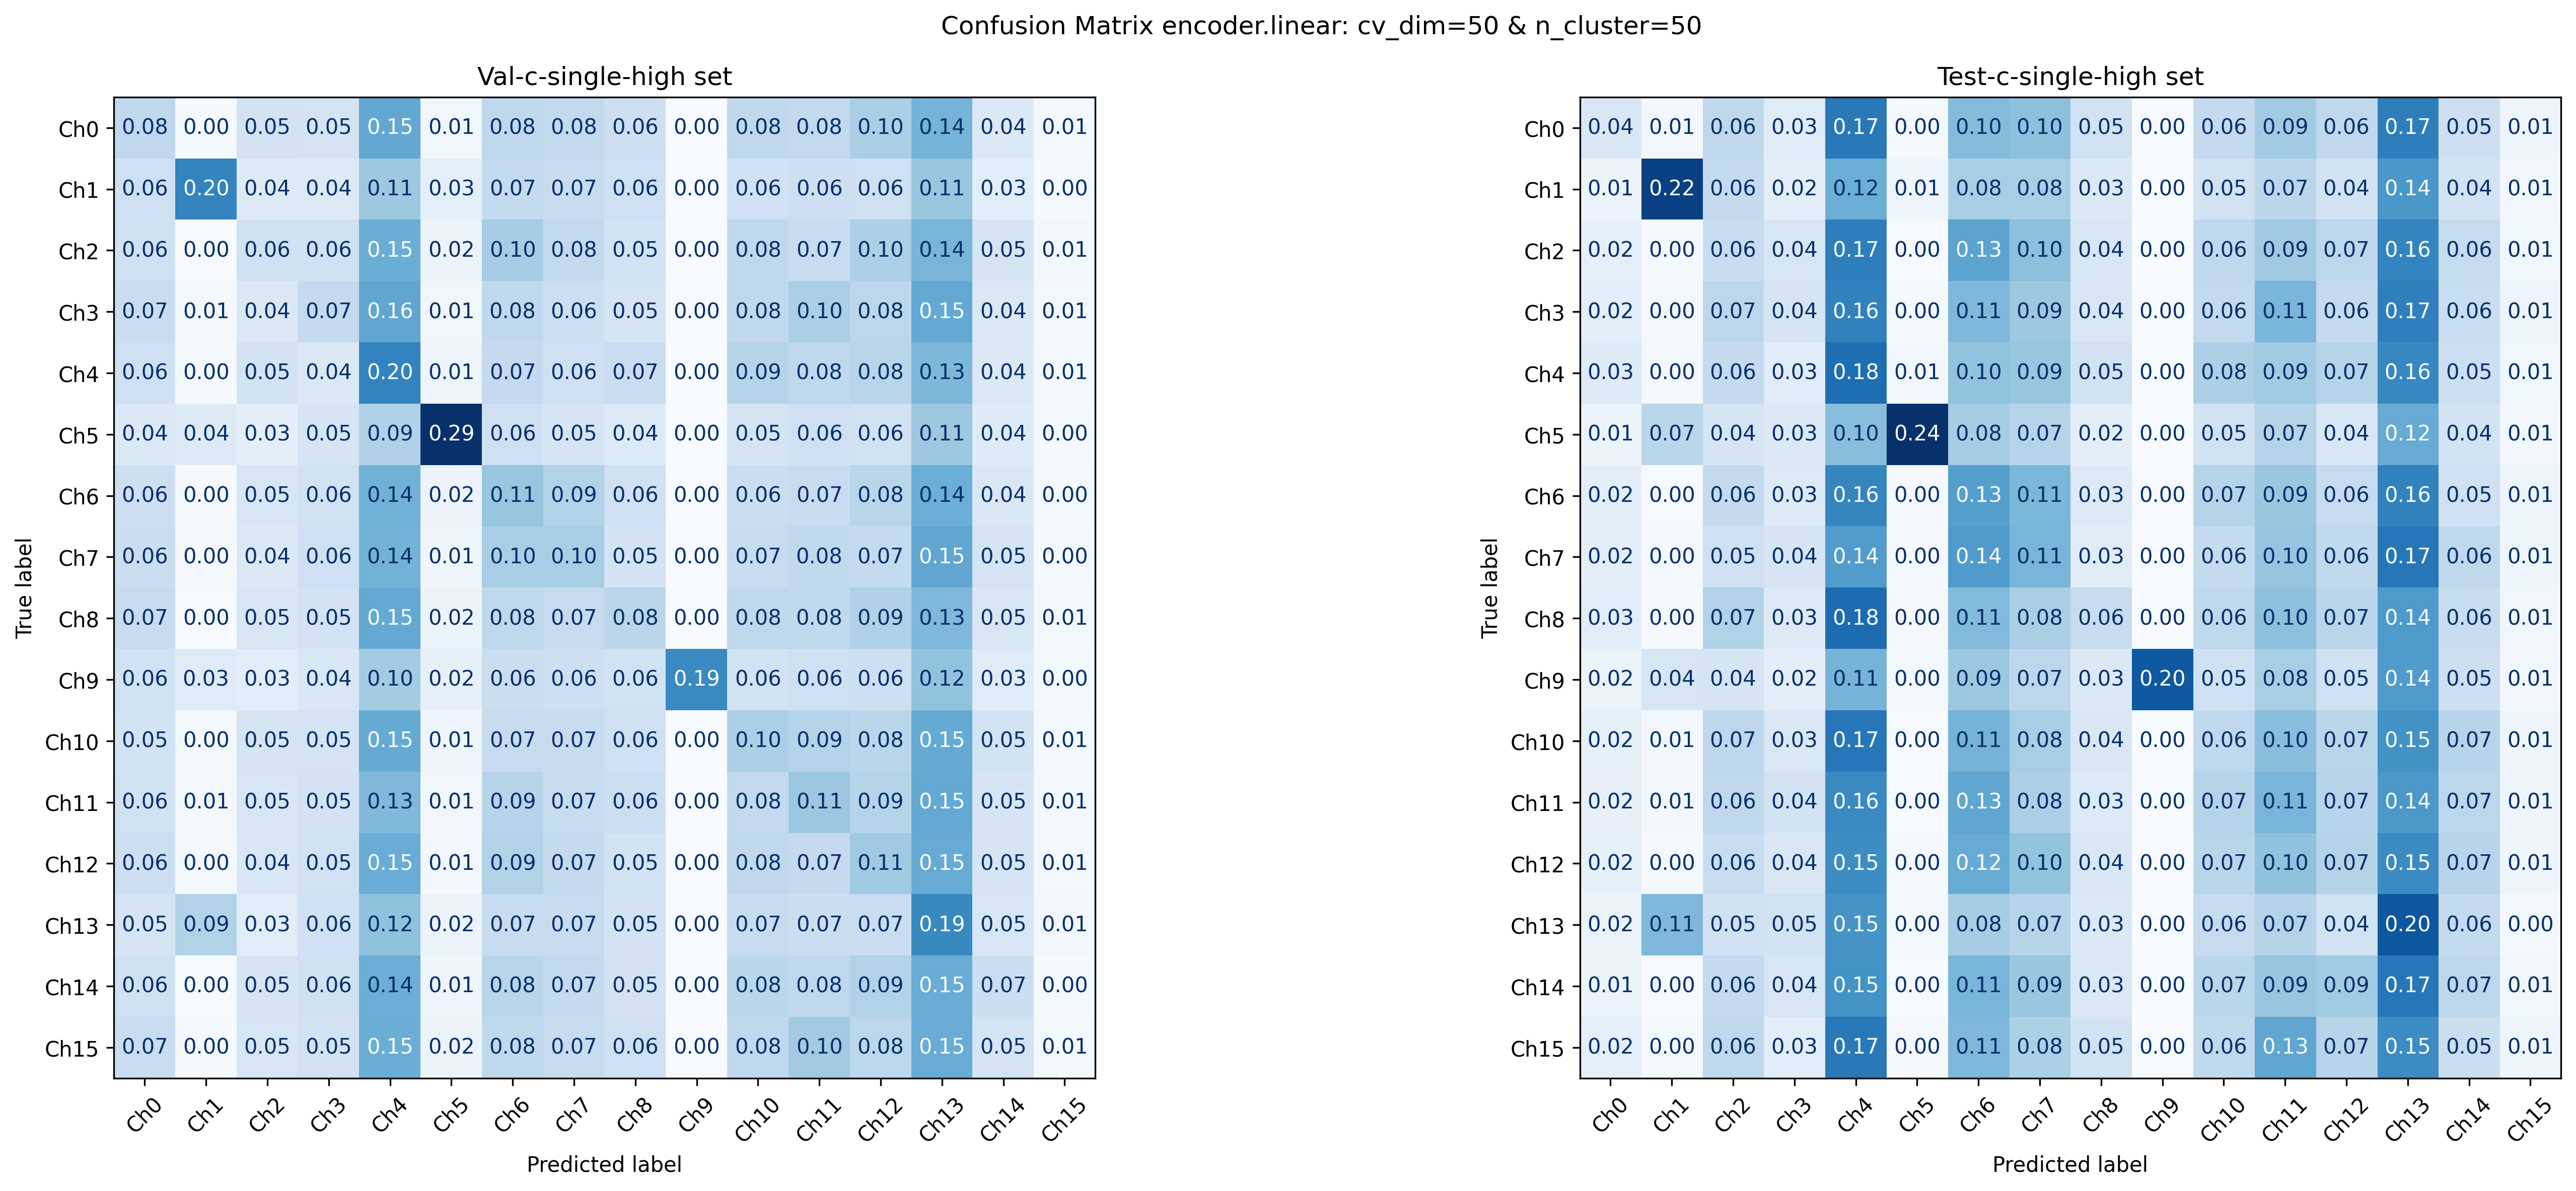 Confusion Matrix encoder.linear: cv_dim=50 & n_cluster=50
Val-c-single-high set
Ch0 0.08 0.00 0.05 0.05 0.15 0.01 0.08 0.08 0.06 0.00 0.08 0.08 0.10 0.14 0.04 0.01
Ch1 0.06 0.20 0.04 0.04 0.11 0.03 0.07 0.07 0.06 0.00 0.06 0.06 0.06 0.11 0.03 0.00
Ch2 0.06 0.00 0.06 0.06 0.15 0.02 0.10 0.08 0.05 0.00 0.08 0.07 0.10 0.14 0.05 0.01
Ch3 0.07 0.01 0.04 0.07 0.16 0.01 0.08 0.06 0.05 0.00 0.08 0.10 0.08 0.15 0.04 0.01
Ch4 0.06 0.00 0.05 0.04 0.20 0.01 0.07 0.06 0.07 0.00 0.09 0.08 0.08 0.13 0.04 0.01
Ch5 0.04 0.04 0.03 0.05 0.09 0.29 0.06 0.05 0.04 0.00 0.05 0.06 0.06 0.11 0.04 0.00
Ch6 0.06 0.00 0.05 0.06 0.14 0.02 0.11 0.09 0.06 0.00 0.06 0.07 0.08 0.14 0.04 0.00
Ch7 0.06 0.00 0.04 0.06 0.14 0.01 0.10 0.10 0.05 0.00 0.07 0.08 0.07 0.15 0.05 0.00
Ch8 0.07 0.00 0.05 0.05 0.15 0.02 0.08 0.07 0.08 0.00 0.08 0.08 0.09 0.13 0.05 0.01
Ch9 0.06 0.03 0.03 0.04 0.10 0.02 0.06 0.06 0.06 0.19 0.06 0.06 0.06 0.12 0.03 0.00
Ch10 0.05 0.00 0.05 0.05 0.15 0.01 0.07 0.07 0.06 0.00 0.10 0.09 0.08 0.15 0.05 0.01
Ch11 0.06 0.01 0.05 0.05 0.13 0.01 0.09 0.07 0.06 0.00 0.08 0.11 0.09 0.15 0.05 0.01
Ch12 0.06 0.00 0.04 0.05 0.15 0.01 0.09 0.07 0.05 0.00 0.08 0.07 0.11 0.15 0.05 0.01
Ch13 0.05 0.09 0.03 0.06 0.12 0.02 0.07 0.07 0.05 0.00 0.07 0.07 0.07 0.19 0.05 0.01
Ch14 0.06 0.00 0.05 0.06 0.14 0.01 0.08 0.07 0.05 0.00 0.08 0.08 0.09 0.15 0.07 0.00
Ch15 0.07 0.00 0.05 0.05 0.15 0.02 0.08 0.07 0.06 0.00 0.08 0.10 0.08 0.15 0.05 0.01
Ch0 Ch1 Ch2 Ch3 Ch4 Ch5 Ch6 Ch7 Ch8 Ch9 Ch10 Ch11 Ch12 Ch13 Ch14 Ch15
True label
Predicted label
Test-c-single-high set
Ch0 0.04 0.01 0.06 0.03 0.17 0.00 0.10 0.10 0.05 0.00 0.06 0.09 0.06 0.17 0.05 0.01
Ch1 0.01 0.22 0.06 0.02 0.12 0.01 0.08 0.08 0.03 0.00 0.05 0.07 0.04 0.14 0.04 0.01
Ch2 0.02 0.00 0.06 0.04 0.17 0.00 0.13 0.10 0.04 0.00 0.06 0.09 0.07 0.16 0.06 0.01
Ch3 0.02 0.00 0.07 0.04 0.16 0.00 0.11 0.09 0.04 0.00 0.06 0.11 0.06 0.17 0.06 0.01
Ch4 0.03 0.00 0.06 0.03 0.18 0.01 0.10 0.09 0.05 0.00 0.08 0.09 0.07 0.16 0.05 0.01
Ch5 0.01 0.07 0.04 0.03 0.10 0.24 0.08 0.07 0.02 0.00 0.05 0.07 0.04 0.12 0.04 0.01
Ch6 0.02 0.00 0.06 0.03 0.16 0.00 0.13 0.11 0.03 0.00 0.07 0.09 0.06 0.16 0.05 0.01
Ch7 0.02 0.00 0.05 0.04 0.14 0.00 0.14 0.11 0.03 0.00 0.06 0.10 0.06 0.17 0.06 0.01
Ch8 0.03 0.00 0.07 0.03 0.18 0.00 0.11 0.08 0.06 0.00 0.06 0.10 0.07 0.14 0.06 0.01
Ch9 0.02 0.04 0.04 0.02 0.11 0.00 0.09 0.07 0.03 0.20 0.05 0.08 0.05 0.14 0.05 0.01
Ch10 0.02 0.01 0.07 0.03 0.17 0.00 0.11 0.08 0.04 0.00 0.06 0.10 0.07 0.15 0.07 0.01
Ch11 0.02 0.01 0.06 0.04 0.16 0.00 0.13 0.08 0.03 0.00 0.07 0.11 0.07 0.14 0.07 0.01
Ch12 0.02 0.00 0.06 0.04 0.15 0.00 0.12 0.10 0.04 0.00 0.07 0.10 0.07 0.15 0.07 0.01
Ch13 0.02 0.11 0.05 0.05 0.15 0.00 0.08 0.07 0.03 0.00 0.06 0.07 0.04 0.20 0.06 0.00
Ch14 0.01 0.00 0.06 0.04 0.15 0.00 0.11 0.09 0.03 0.00 0.07 0.09 0.09 0.17 0.07 0.01
Ch15 0.02 0.00 0.06 0.03 0.17 0.00 0.11 0.08 0.05 0.00 0.06 0.13 0.07 0.15 0.05 0.01
Ch0 Ch1 Ch2 Ch3 Ch4 Ch5 Ch6 Ch7 Ch8 Ch9 Ch10 Ch11 Ch12 Ch13 Ch14 Ch15
True label
Predicted label